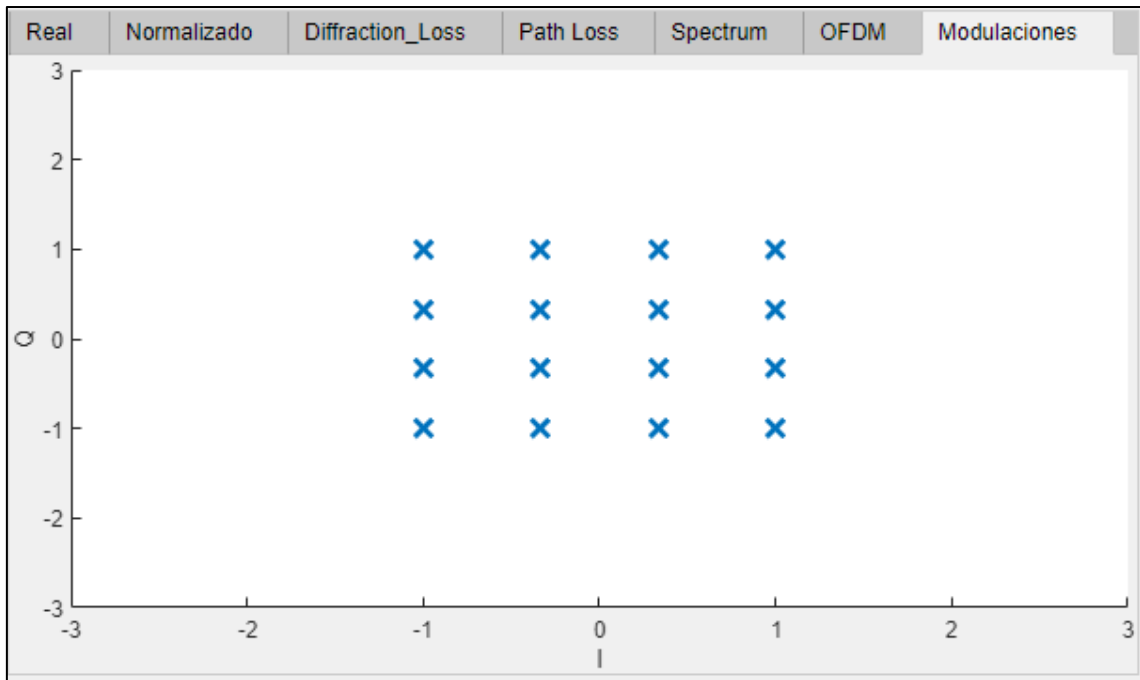 Real Normalizado Diffraction_Loss Path Loss Spectrum OFDM Modulaciones
3
2
1
Q 0
-1
-2
-3
-3 -2 -1 0 1 2 3
I